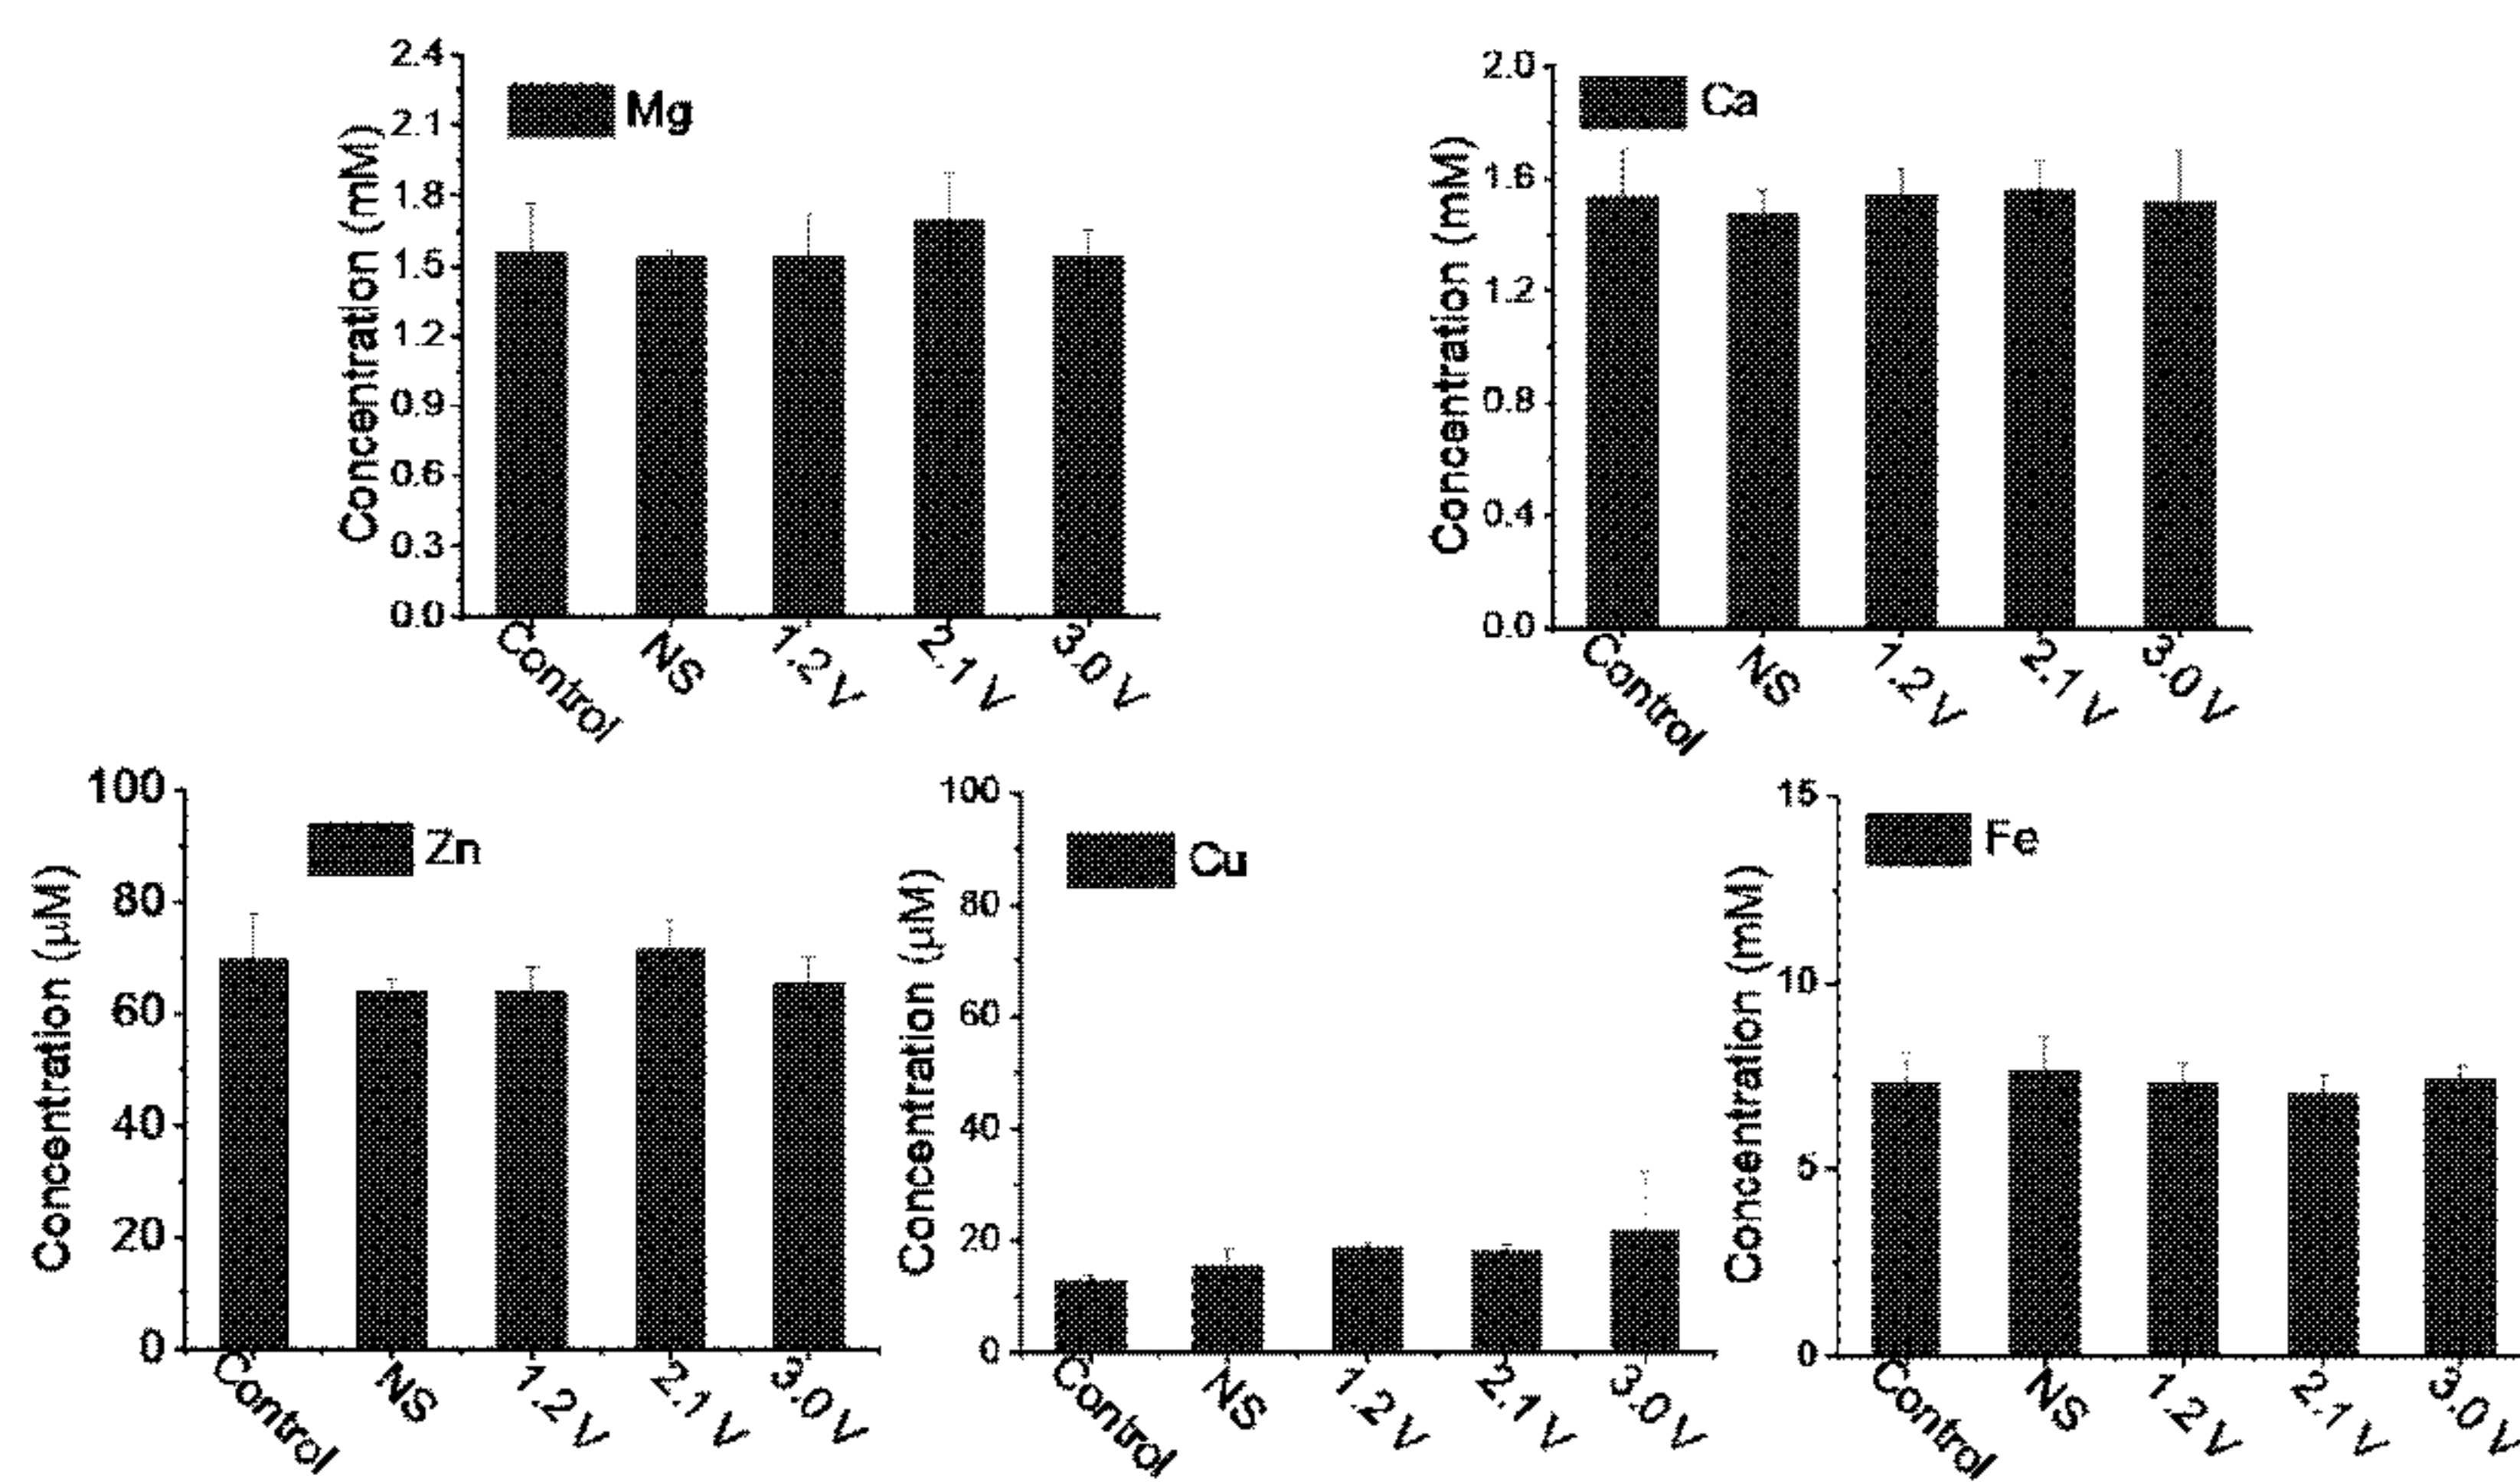 Mg
Concentration (mM)
2.4
2.1
1.8
1.5
1.2
0.9
0.6
0.3
0.0
Control
NS
1.2 V
2.1 V
3.0 V
Ca
Concentration (mM)
2.0
1.6
1.2
0.8
0.4
0.0
Control
NS
1.2 V
2.1 V
3.0 V
Zn
Concentration (μM)
100
80
60
40
20
0
Control
NS
1.2 V
2.1 V
3.0 V
Cu
Concentration (μM)
100
80
60
40
20
0
Control
NS
1.2 V
2.1 V
3.0 V
Fe
Concentration (mM)
15
10
5
0
Control
NS
1.2 V
2.1 V
3.0 V